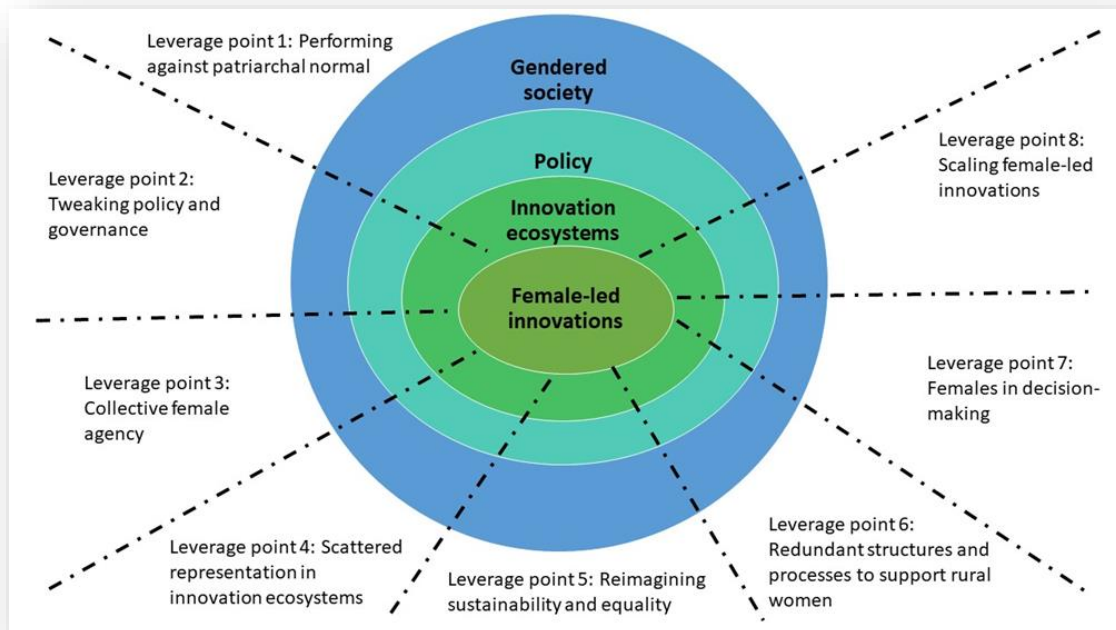 Leverage point 1: Performing
against patriarchal normal
Gendered
society
Leverage point 8:
Scaling female-led
innovations
Policy
Leverage point 2:
Tweaking policy and
governance
Innovation
ecosystems
Female-led
innovations
Leverage point 3:
Collective female
agency
Leverage point 7:
Females in decision-
making
Leverage point 4: Scattered
representation in
innovation ecosystems
Leverage point 5: Reimagining
sustainability and equality
Leverage point 6:
Redundant structures and
processes to support rural
women